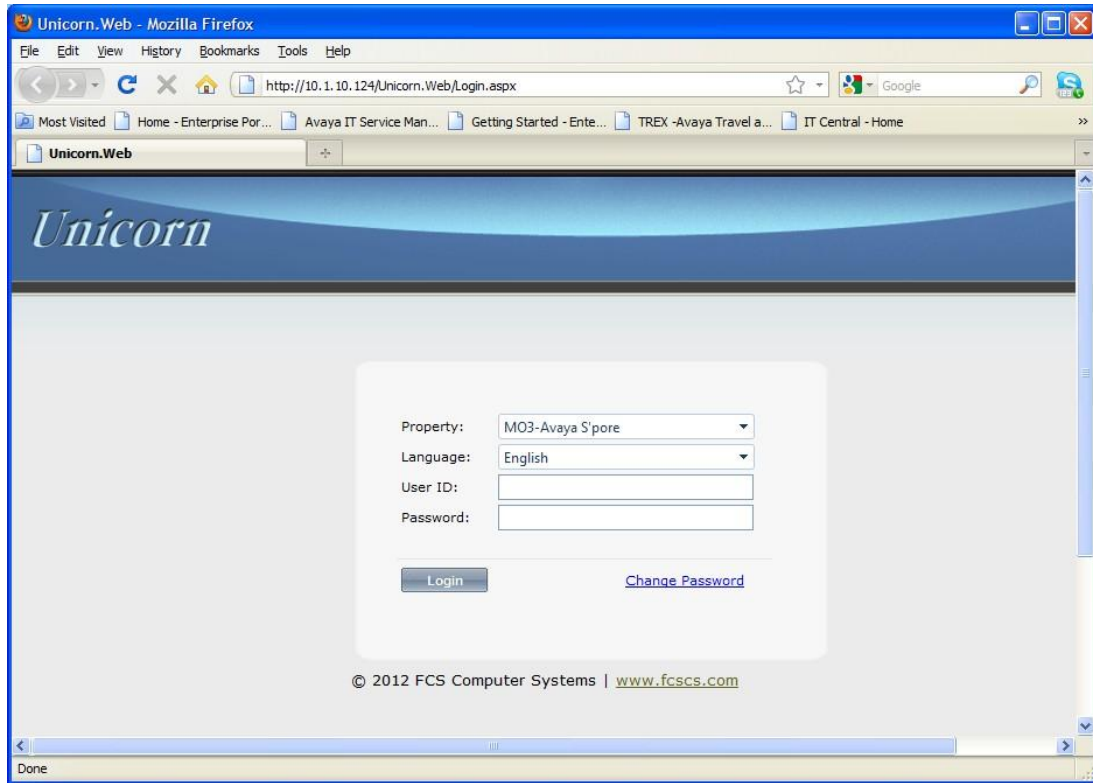 Unicorn.Web - Mozilla Firefox
File Edit View History Bookmarks Tools Help
http://10.1.10.124/Unicorn.Web/Login.aspx Google
Most Visited Home - Enterprise Por... Avaya IT Service Man... Getting Started - Ente... TREX -Avaya Travel a... IT Central - Home »
Unicorn.Web
Unicorn
Property: MO3-Avaya S'pore
Language: English
User ID:
Password:
Login Change Password
© 2012 FCS Computer Systems | www.fcscs.com
Done